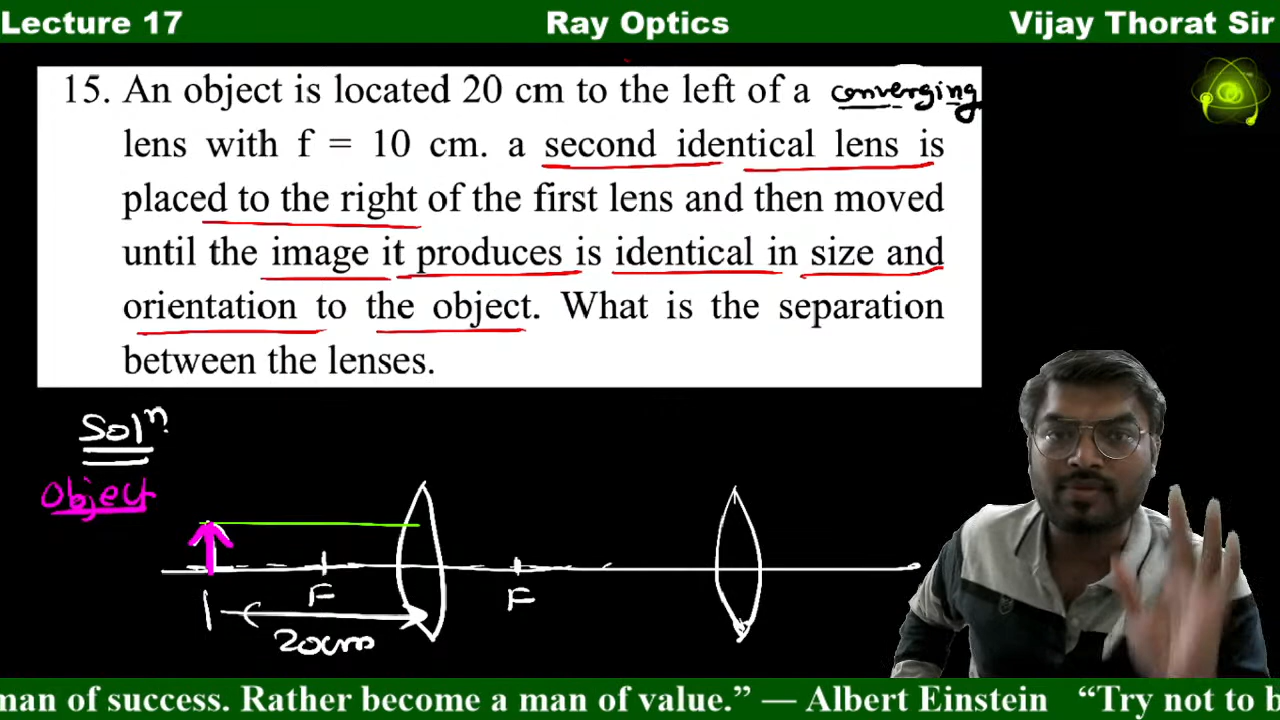 Lecture 17 Ray Optics Vijay Thorat Sir
15. An object is located 20 cm to the left of a converging
lens with f = 10 cm. a second identical lens is
placed to the right of the first lens and then moved
until the image it produces is identical in size and
orientation to the object. What is the separation
between the lenses.
Solⁿ:
Object
F F
20cm
man of success. Rather become a man of value.” — Albert Einstein “Try not to b